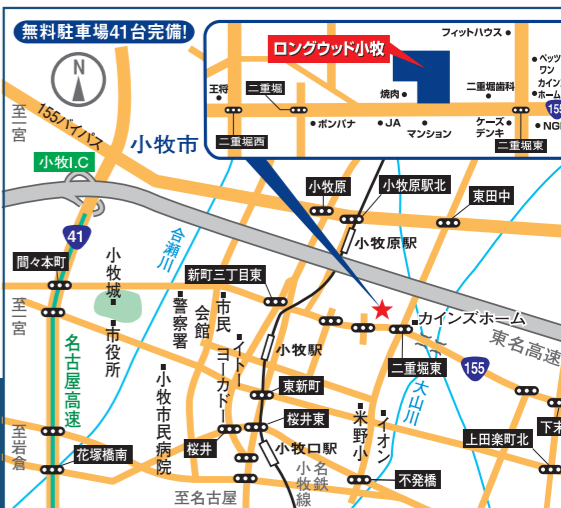 無料駐車場41台完備!
N
至一宮
155バイパス
小牧市
小牧I.C
41
間々本町
至一宮
小牧城
市役所
名古屋高速
至岩倉
花塚橋南
合瀬川
警察署
市民会館
イトーヨーカドー
小牧市民病院
桜井
至名古屋
新町三丁目東
小牧駅
東新町
桜井東
小牧口駅
名鉄小牧線
小牧原
小牧原駅北
小牧原駅
東田中
カインズホーム
二重堀東
東名高速
155
大山川
米野小
イオン
不発橋
上田楽町北
下末
ロングウッド小牧
フィットハウス
王将
二重堀
二重堀西
焼肉
ボンバナ
JA
マンション
二重堀歯科
ケーズデンキ
二重堀東
ペッツワン
カインズホーム
155